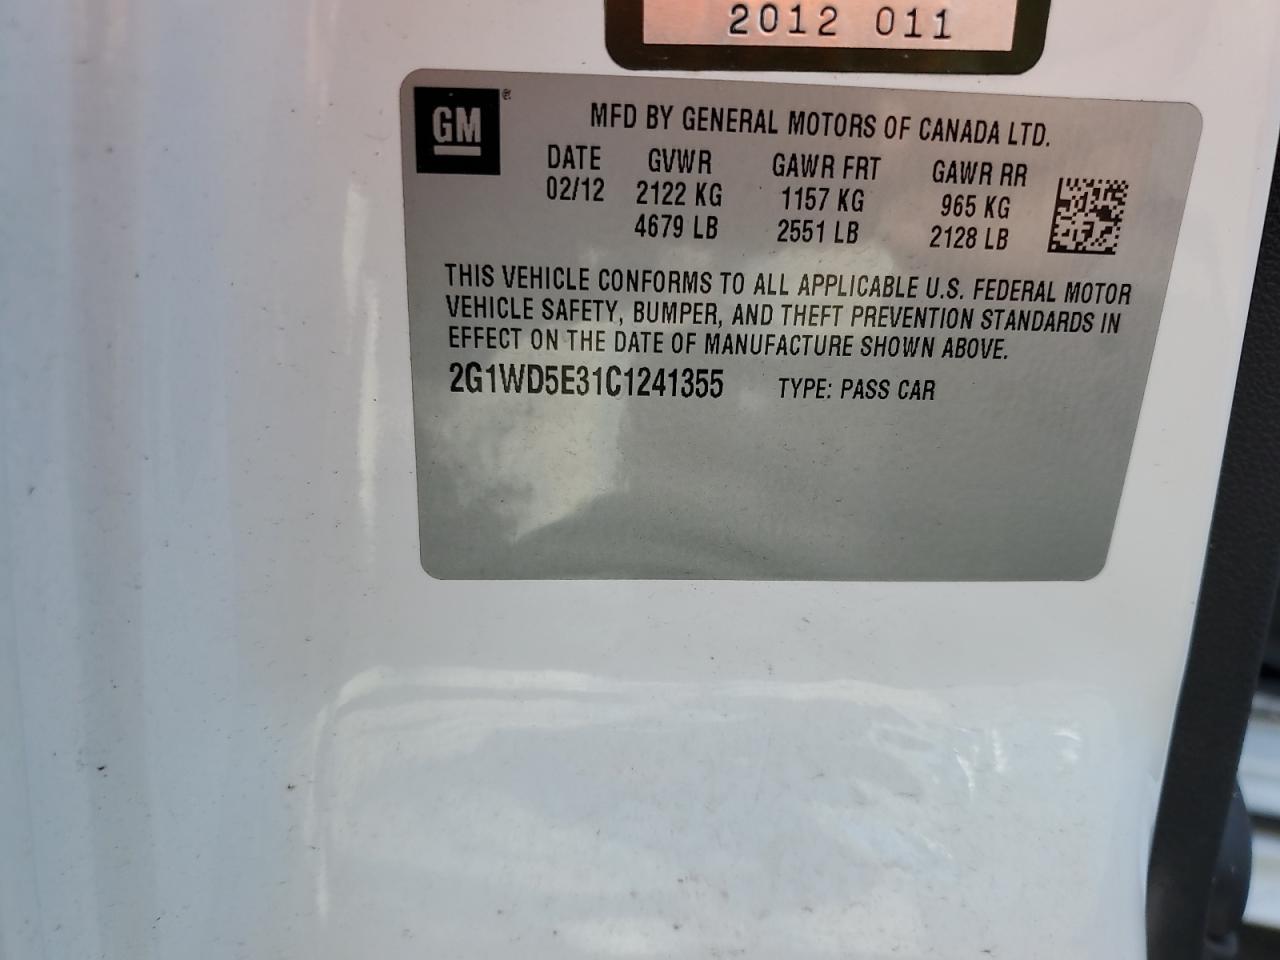 2012 011
GM®
MFD BY GENERAL MOTORS OF CANADA LTD.
DATE GVWR GAWR FRT GAWR RR
02/12 2122 KG 1157 KG 965 KG
4679 LB 2551 LB 2128 LB
THIS VEHICLE CONFORMS TO ALL APPLICABLE U.S. FEDERAL MOTOR
VEHICLE SAFETY, BUMPER, AND THEFT PREVENTION STANDARDS IN
EFFECT ON THE DATE OF MANUFACTURE SHOWN ABOVE.
2G1WD5E31C1241355 TYPE: PASS CAR